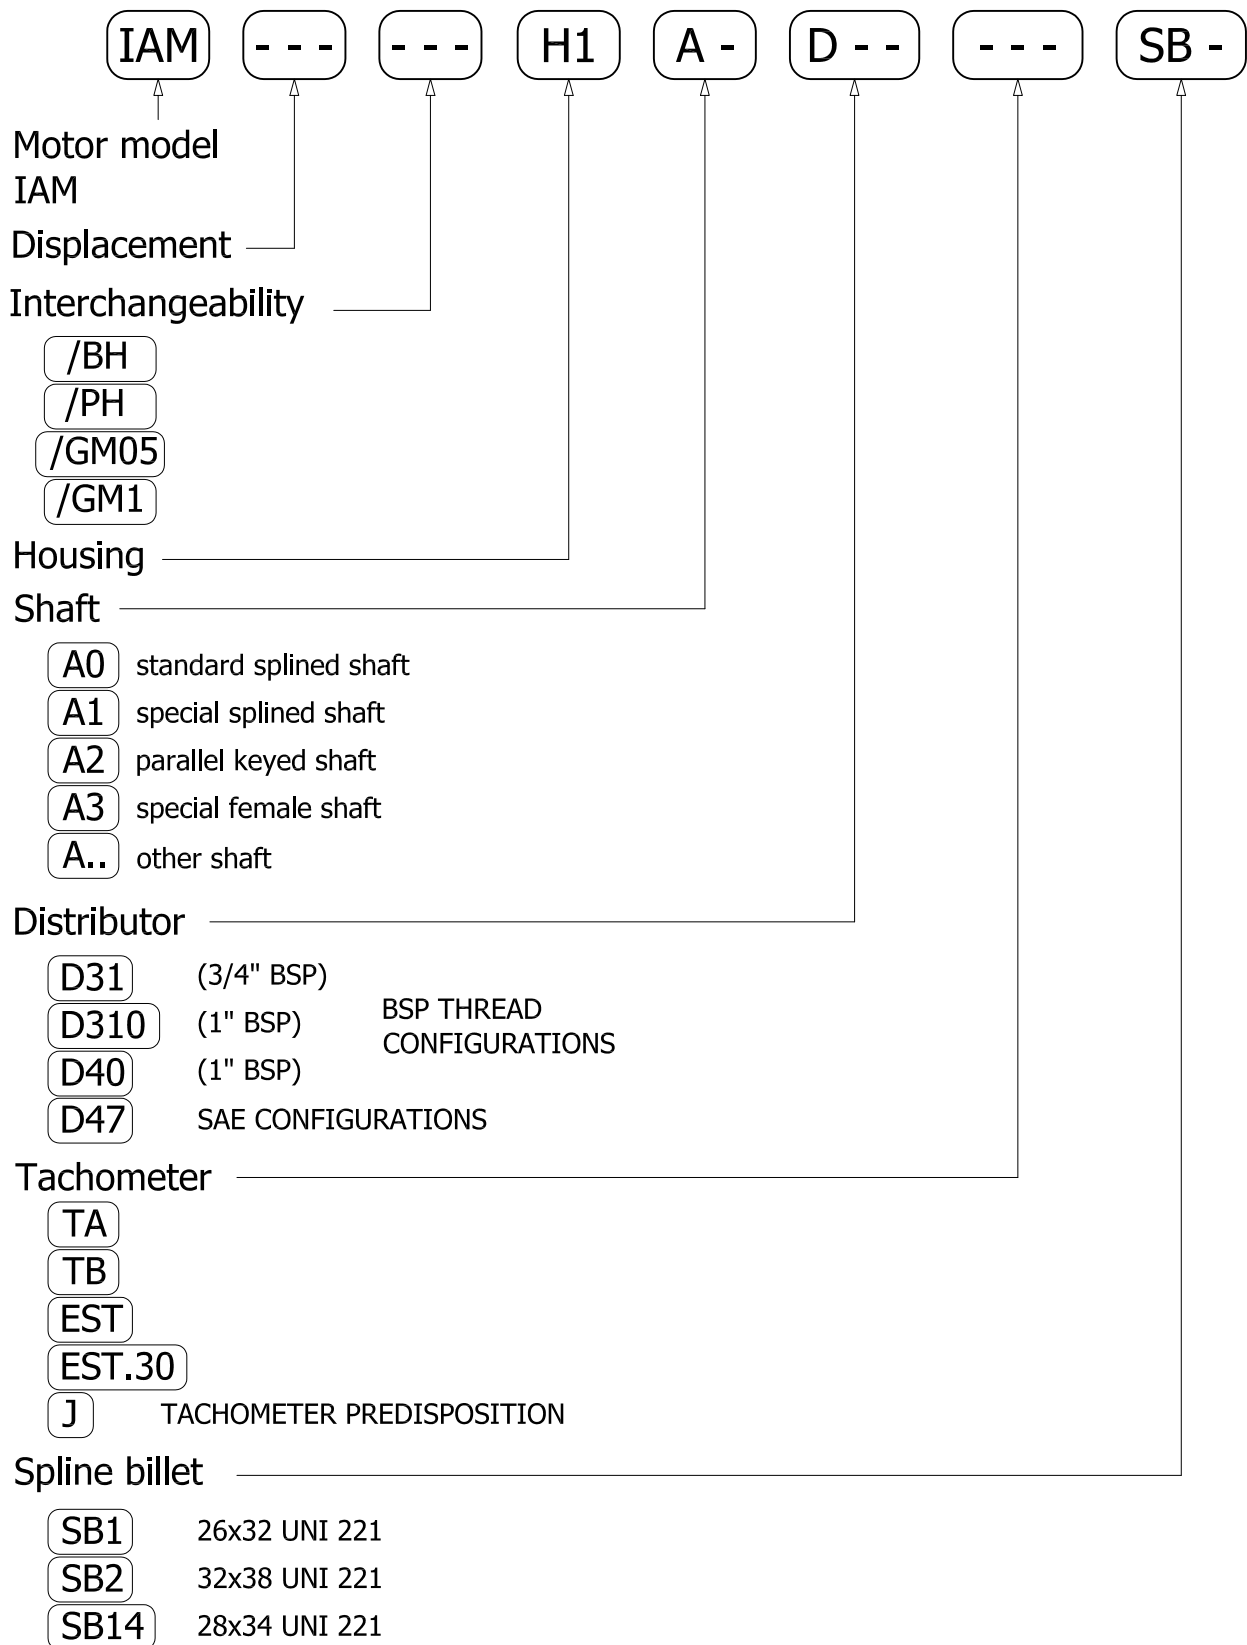 IAM - - - - - - H1 A - D - - - - - SB -
Motor model
IAM
Displacement
Interchangeability
/BH
/PH
/GM05
/GM1
Housing
Shaft
A0 standard splined shaft
A1 special splined shaft
A2 parallel keyed shaft
A3 special female shaft
A.. other shaft
Distributor
D31 (3/4" BSP)
D310 (1" BSP)
BSP THREAD
CONFIGURATIONS
D40 (1" BSP)
D47 SAE CONFIGURATIONS
Tachometer
TA
TB
EST
EST.30
J TACHOMETER PREDISPOSITION
Spline billet
SB1 26x32 UNI 221
SB2 32x38 UNI 221
SB14 28x34 UNI 221